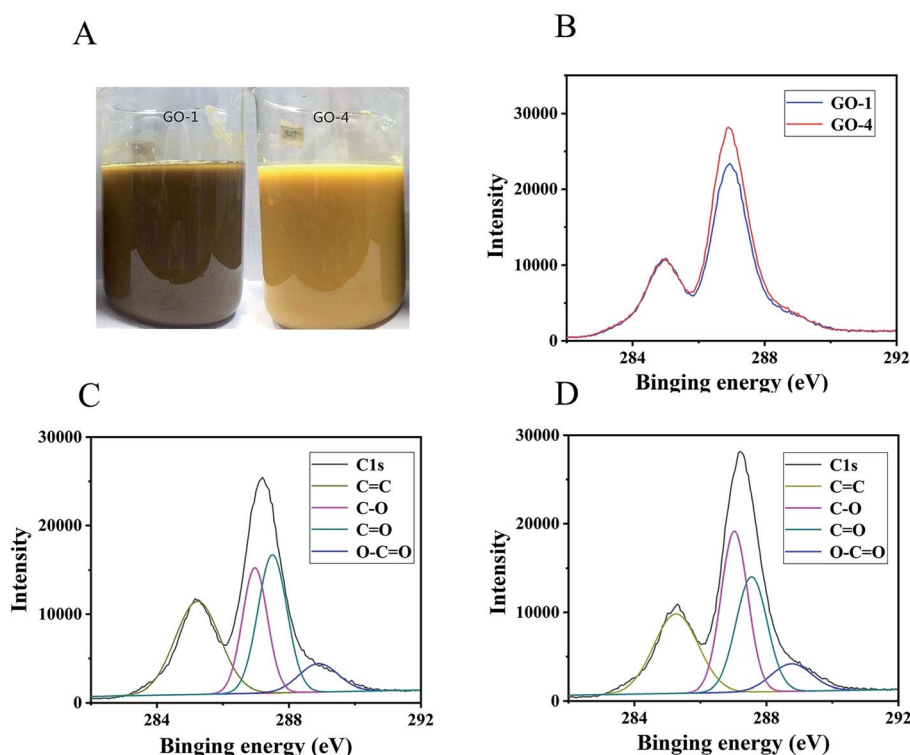 A
GO-1
GO-4
B
GO-1
GO-4
Intensity
30000
20000
10000
0
284
288
292
Binging energy (eV)
C
C1s
C=C
C-O
C=O
O-C=O
Intensity
30000
20000
10000
0
284
288
292
Binging energy (eV)
D
C1s
C=C
C-O
C=O
O-C=O
Intensity
30000
20000
10000
0
284
288
292
Binging energy (eV)